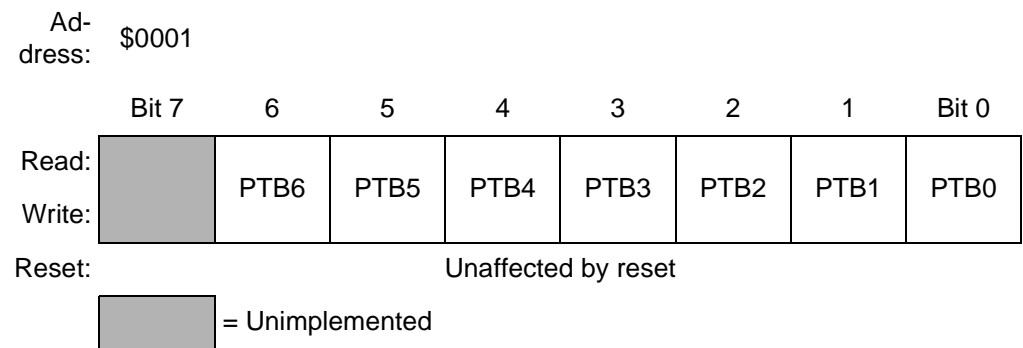 Ad-
dress: $0001
Bit 7 6 5 4 3 2 1 Bit 0
Read:
PTB6 PTB5 PTB4 PTB3 PTB2 PTB1 PTB0
Write:
Reset: Unaffected by reset
= Unimplemented